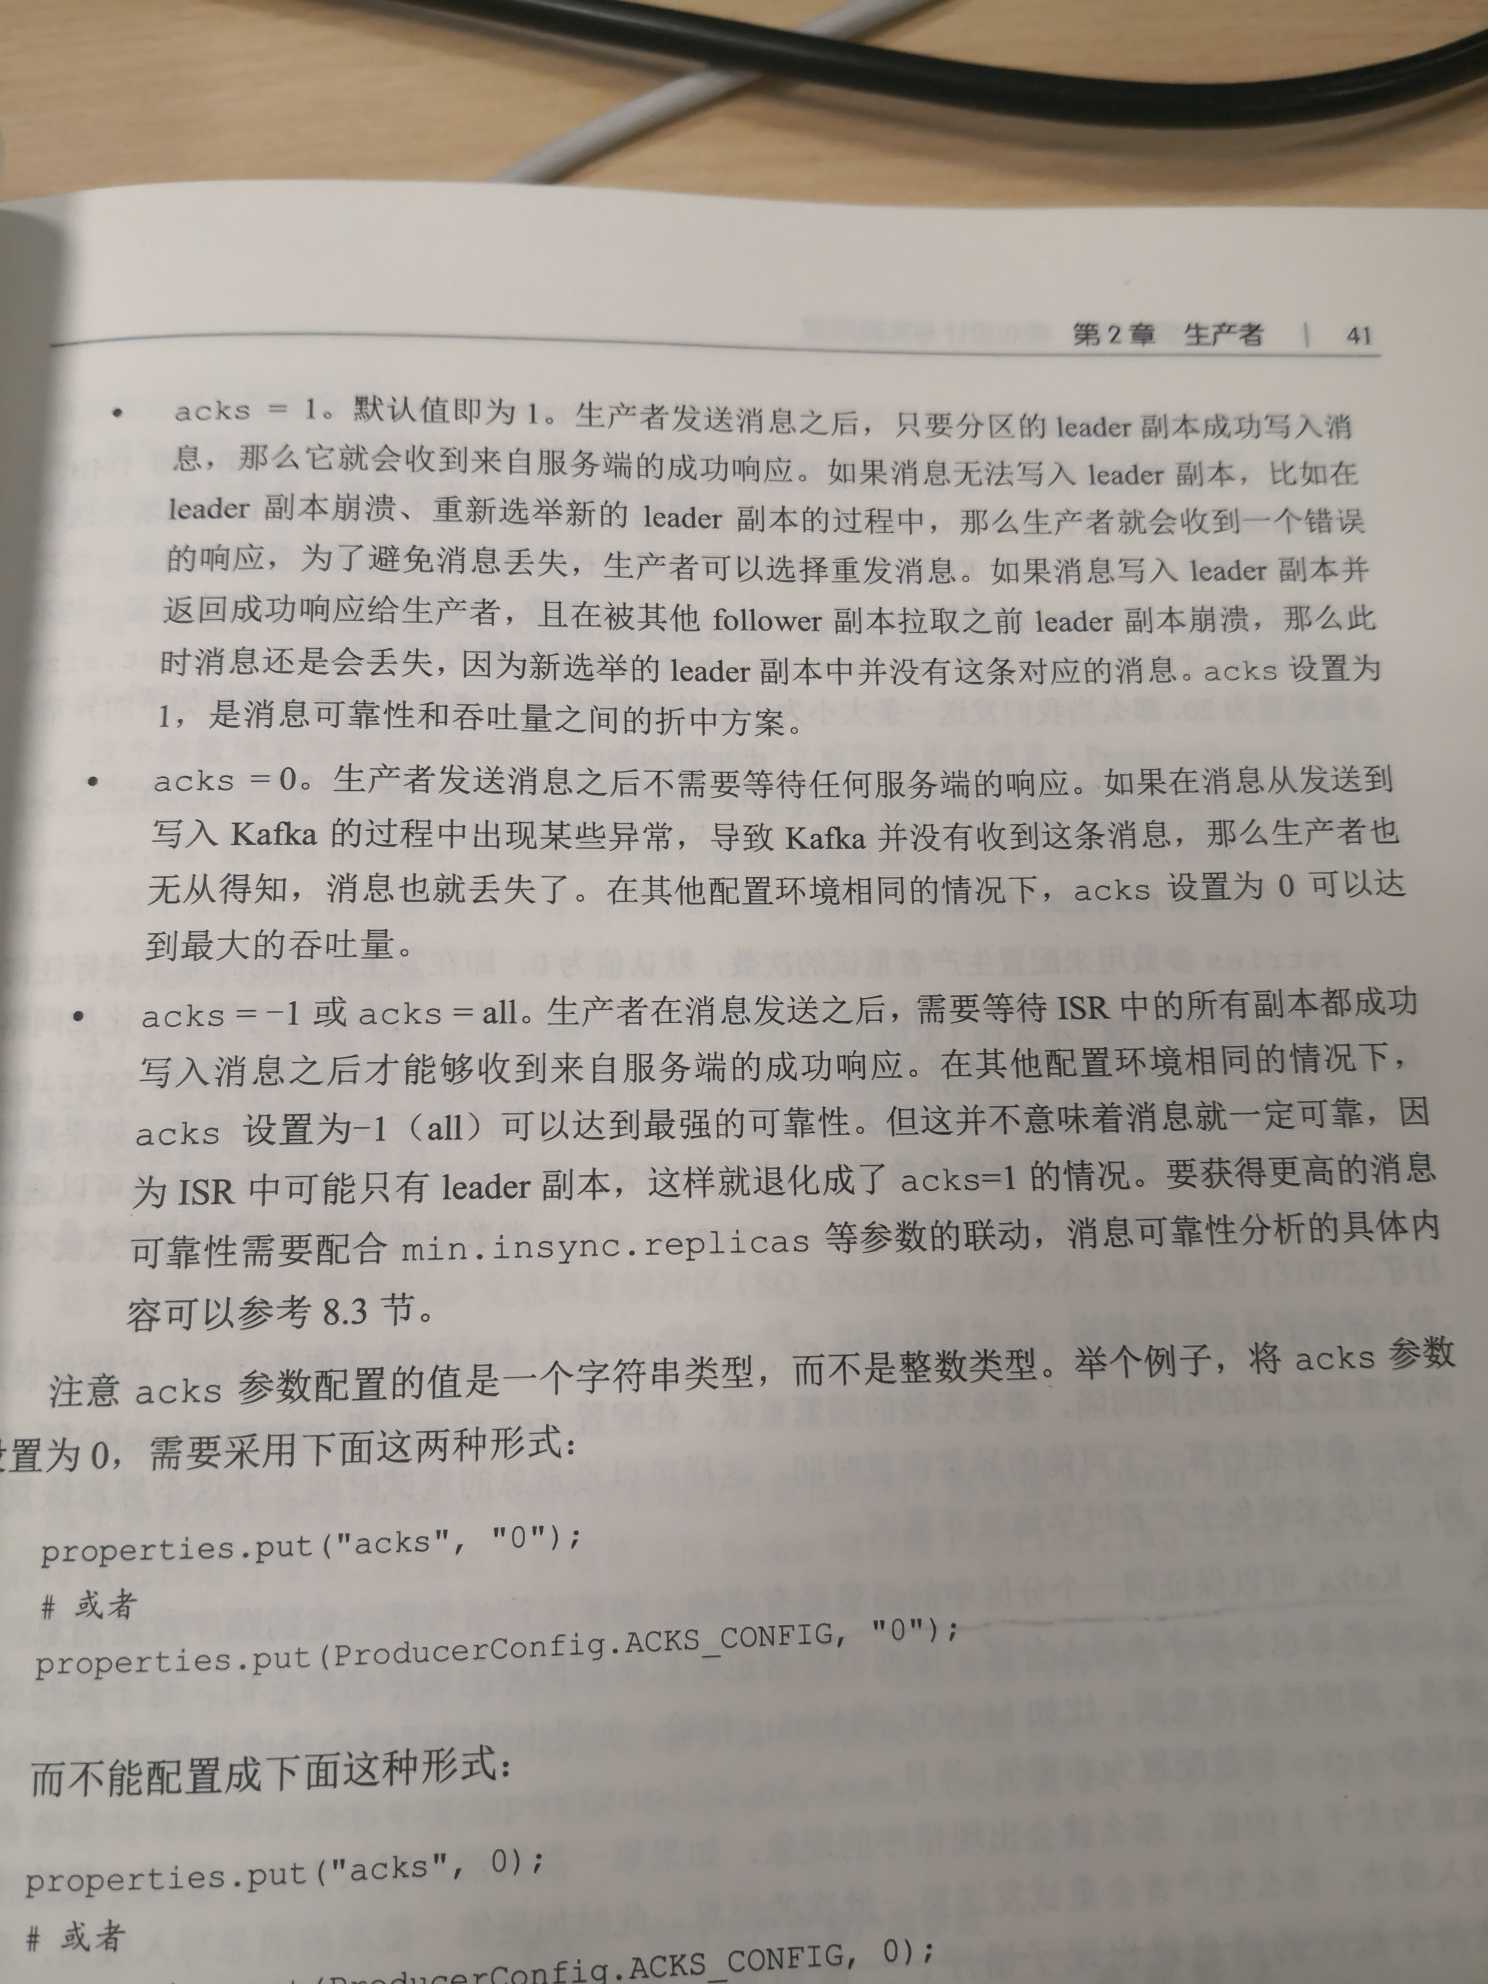 第2章 生产者 | 41
• acks = 1。默认值即为1。生产者发送消息之后，只要分区的 leader 副本成功写入消
息，那么它就会收到来自服务端的成功响应。如果消息无法写入 leader 副本，比如在
leader 副本崩溃、重新选举新的 leader 副本的过程中，那么生产者就会收到一个错误
的响应，为了避免消息丢失，生产者可以选择重发消息。如果消息写入 leader 副本并
返回成功响应给生产者，且在被其他 follower 副本拉取之前 leader 副本崩溃，那么此
时消息还是会丢失，因为新选举的 leader 副本中并没有这条对应的消息。acks 设置为
1，是消息可靠性和吞吐量之间的折中方案。
• acks = 0。生产者发送消息之后不需要等待任何服务端的响应。如果在消息从发送到
写入 Kafka 的过程中出现某些异常，导致 Kafka 并没有收到这条消息，那么生产者也
无从得知，消息也就丢失了。在其他配置环境相同的情况下，acks 设置为 0 可以达
到最大的吞吐量。
• acks = −1 或 acks = all。生产者在消息发送之后，需要等待 ISR 中的所有副本都成功
写入消息之后才能够收到来自服务端的成功响应。在其他配置环境相同的情况下，
acks 设置为−1（all）可以达到最强的可靠性。但这并不意味着消息就一定可靠，因
为 ISR 中可能只有 leader 副本，这样就退化成了 acks=1 的情况。要获得更高的消息
可靠性需要配合 min.insync.replicas 等参数的联动，消息可靠性分析的具体内
容可以参考 8.3 节。
注意 acks 参数配置的值是一个字符串类型，而不是整数类型。举个例子，将 acks 参数
置为 0，需要采用下面这两种形式：
properties.put("acks", "0");
# 或者
properties.put(ProducerConfig.ACKS_CONFIG, "0");
而不能配置成下面这种形式：
properties.put("acks", 0);
# 或者
(ProducerConfig.ACKS_CONFIG, 0);